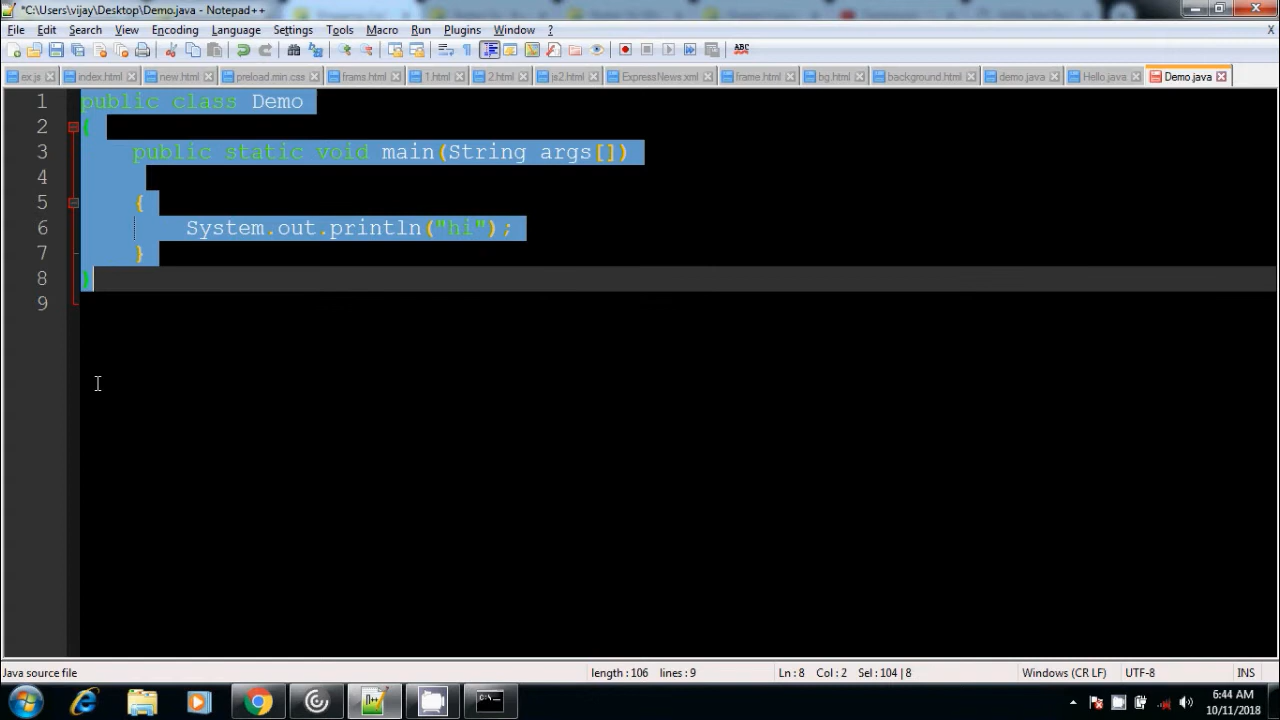 *C:\Users\vijay\Desktop\Demo.java - Notepad++
File Edit Search View Encoding Language Settings Tools Macro Run Plugins Window ? X
ex.js index.html new.html preload.min.css frams.html 1.html 2.html js2.html ExpressNews.xml frame.html bg.html background.html demo.java Hello.java Demo.java
1 public class Demo
2 {
3 public static void main(String args[])
4
5 {
6 System.out.println("hi");
7 }
8 }
9
Java source file length : 106 lines : 9 Ln : 8 Col : 2 Sel : 104 | 8 Windows (CR LF) UTF-8 INS
6:44 AM
10/11/2018